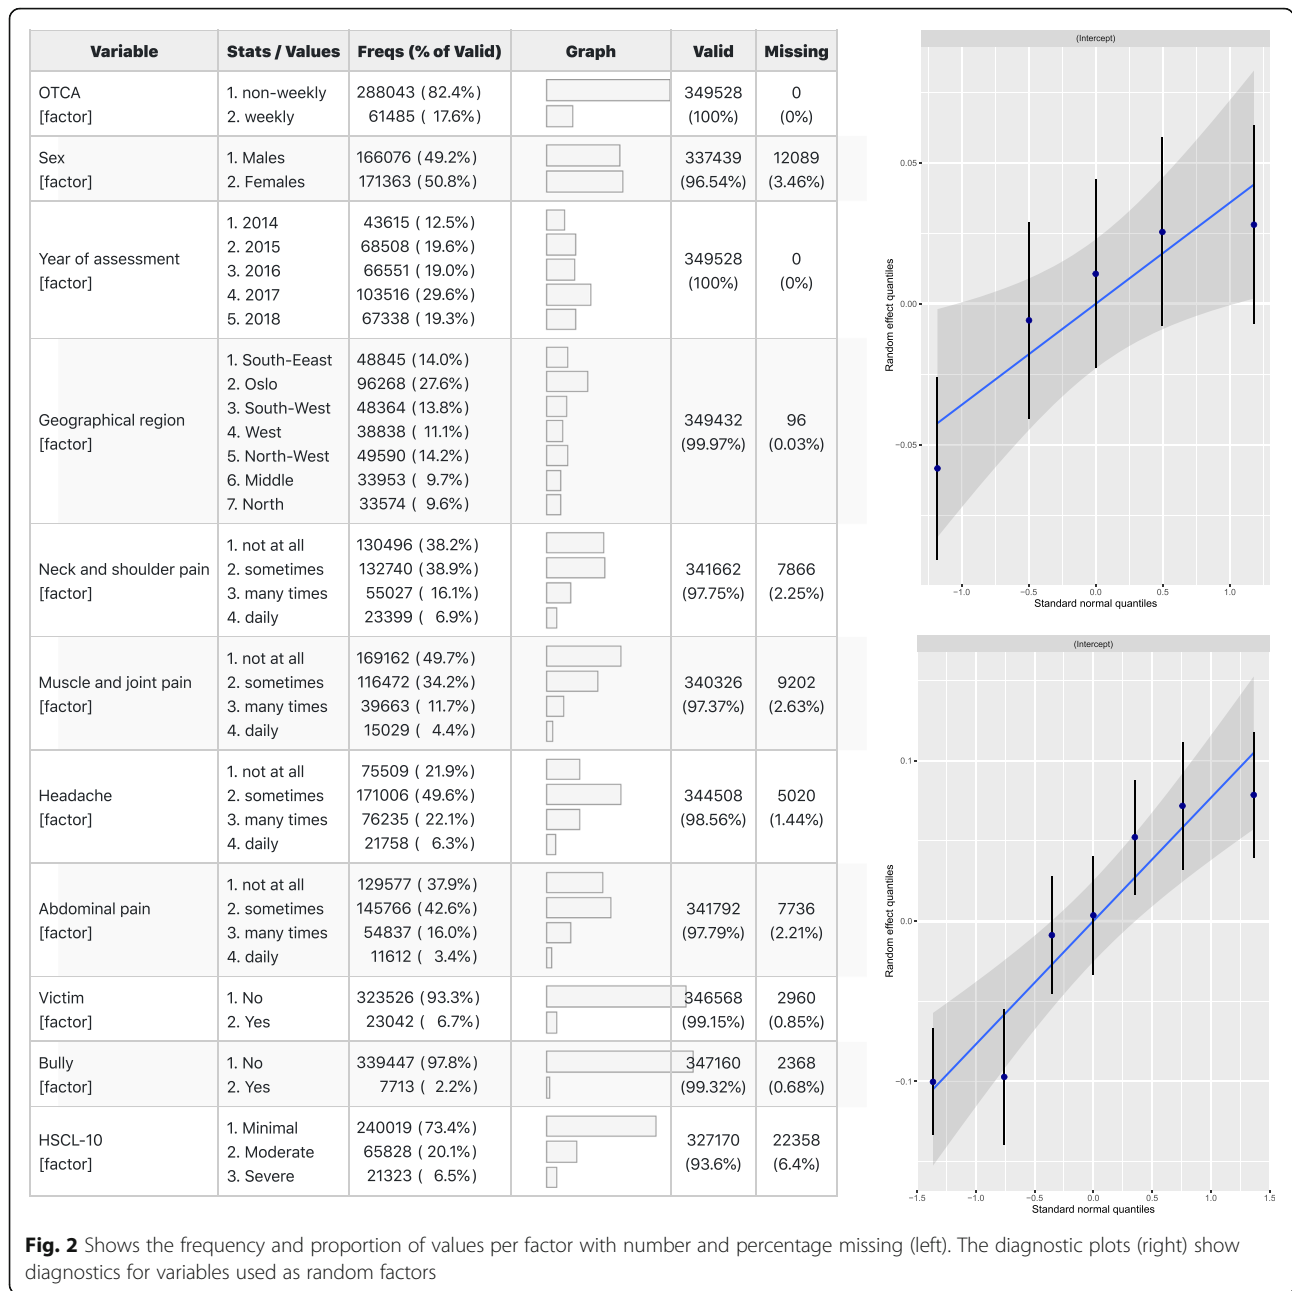 Variable Stats / Values Freqs (% of Valid) Graph Valid Missing
OTCA
[factor]
1. non-weekly 288043 (82.4%)
2. weekly 61485 ( 17.6%)
349528
(100%)
0
(0%)
Sex
[factor]
1. Males 166076 (49.2%)
2. Females 171363 (50.8%)
337439
(96.54%)
12089
(3.46%)
Year of assessment
[factor]
1. 2014 43615 (12.5%)
2. 2015 68508 (19.6%)
3. 2016 66551 (19.0%)
4. 2017 103516 (29.6%)
5. 2018 67338 (19.3%)
349528
(100%)
0
(0%)
Geographical region
[factor]
1. South-Eeast 48845 (14.0%)
2. Oslo 96268 (27.6%)
3. South-West 48364 (13.8%)
4. West 38838 ( 11.1%)
5. North-West 49590 (14.2%)
6. Middle 33953 ( 9.7%)
7. North 33574 ( 9.6%)
349432
(99.97%)
96
(0.03%)
Neck and shoulder pain
[factor]
1. not at all 130496 (38.2%)
2. sometimes 132740 (38.9%)
3. many times 55027 ( 16.1%)
4. daily 23399 ( 6.9%)
341662
(97.75%)
7866
(2.25%)
Muscle and joint pain
[factor]
1. not at all 169162 (49.7%)
2. sometimes 116472 (34.2%)
3. many times 39663 (11.7%)
4. daily 15029 ( 4.4%)
340326
(97.37%)
9202
(2.63%)
Headache
[factor]
1. not at all 75509 (21.9%)
2. sometimes 171006 (49.6%)
3. many times 76235 (22.1%)
4. daily 21758 ( 6.3%)
344508
(98.56%)
5020
(1.44%)
Abdominal pain
[factor]
1. not at all 129577 (37.9%)
2. sometimes 145766 (42.6%)
3. many times 54837 (16.0%)
4. daily 11612 ( 3.4%)
341792
(97.79%)
7736
(2.21%)
Victim
[factor]
1. No 323526 (93.3%)
2. Yes 23042 ( 6.7%)
346568
(99.15%)
2960
(0.85%)
Bully
[factor]
1. No 339447 (97.8%)
2. Yes 7713 ( 2.2%)
347160
(99.32%)
2368
(0.68%)
HSCL-10
[factor]
1. Minimal 240019 (73.4%)
2. Moderate 65828 (20.1%)
3. Severe 21323 ( 6.5%)
327170
(93.6%)
22358
(6.4%)
(Intercept)
Random effect quantiles
0.05
0.00
−0.05
−1.0 −0.5 0.0 0.5 1.0
Standard normal quantiles
(Intercept)
Random effect quantiles
0.1
0.0
−0.1
−1.5 −1.0 −0.5 0.0 0.5 1.0 1.5
Standard normal quantiles
Fig. 2 Shows the frequency and proportion of values per factor with number and percentage missing (left). The diagnostic plots (right) show
diagnostics for variables used as random factors